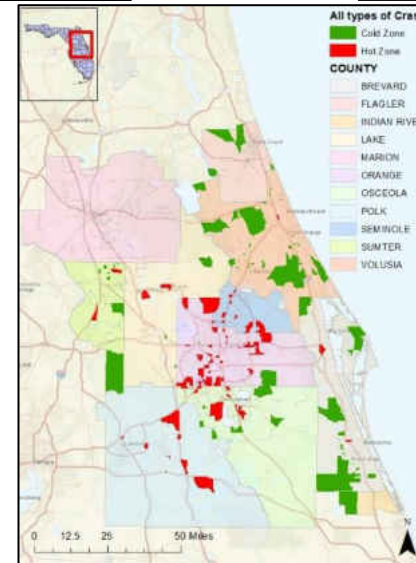 All types of Cras
Cold Zone
Hot Zone
COUNTY
BREVARD
FLAGLER
INDIAN RIVE
LAKE
MARION
ORANGE
OSCEOLA
POLK
SEMINOLE
SUMTER
VOLUSIA
0 12.5 25 50 Miles
N